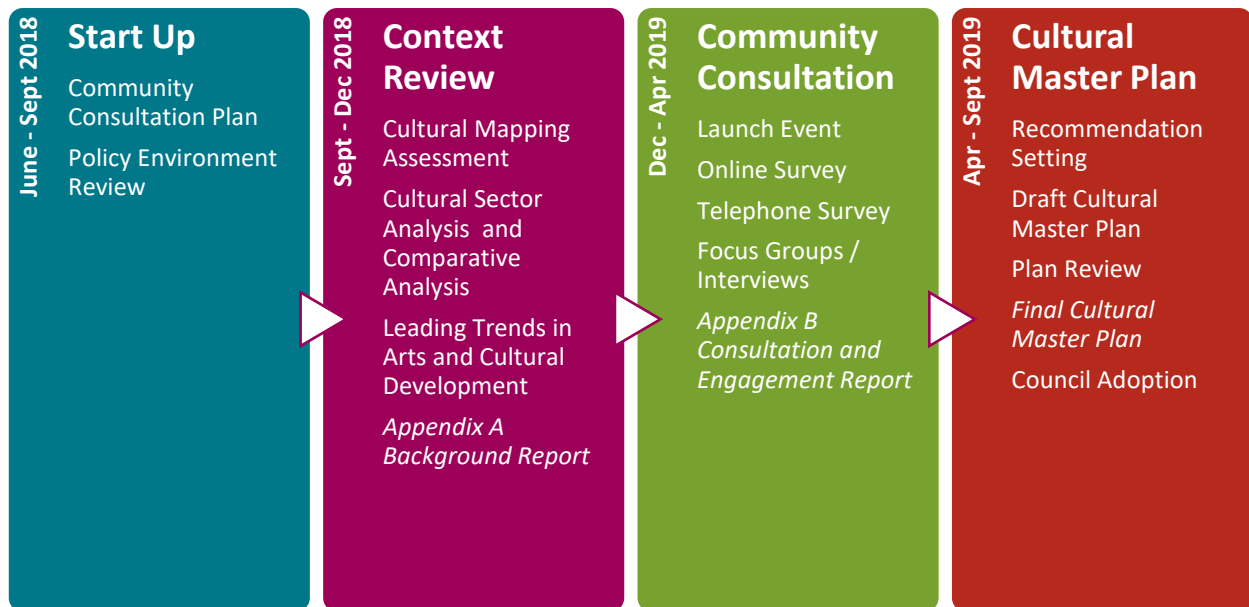 June - Sept 2018
Start Up
Community
Consultation Plan
Policy Environment
Review
Sept - Dec 2018
Context
Review
Cultural Mapping
Assessment
Cultural Sector
Analysis and
Comparative
Analysis
Leading Trends in
Arts and Cultural
Development
Appendix A
Background Report
Dec - Apr 2019
Community
Consultation
Launch Event
Online Survey
Telephone Survey
Focus Groups /
Interviews
Appendix B
Consultation and
Engagement Report
Apr - Sept 2019
Cultural
Master Plan
Recommendation
Setting
Draft Cultural
Master Plan
Plan Review
Final Cultural
Master Plan
Council Adoption